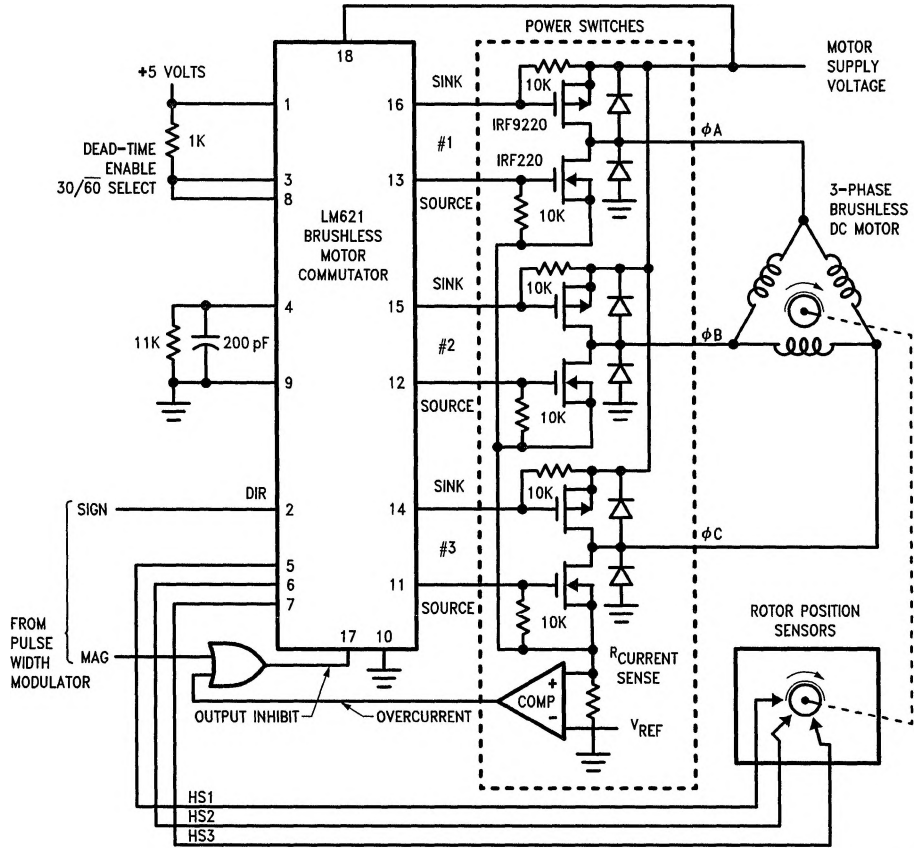 POWER SWITCHES
18
MOTOR
SUPPLY
VOLTAGE
+5 VOLTS
1
1K
DEAD-TIME
ENABLE
30/60 SELECT
3
8
LM621
BRUSHLESS
MOTOR
COMMUTATOR
SINK
16
10K
IRF9220
#1
IRF220
13
SOURCE
10K
ϕA
3-PHASE
BRUSHLESS
DC MOTOR
SINK
15
10K
4
11K
200 pF
9
#2
ϕB
12
SOURCE
10K
SINK
14
10K
DIR
SIGN
2
#3
ϕC
5
6
7
11
SOURCE
10K
FROM
PULSE
WIDTH
MODULATOR
MAG
17
10
OUTPUT INHIBIT
OVERCURRENT
COMP
+
−
RCURRENT
SENSE
VREF
ROTOR POSITION
SENSORS
HS1
HS2
HS3